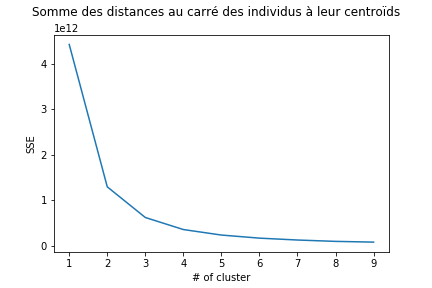 Somme des distances au carré des individus à leur centroïds
1e12
4
3
2
1
0
SSE
1 2 3 4 5 6 7 8 9
# of cluster